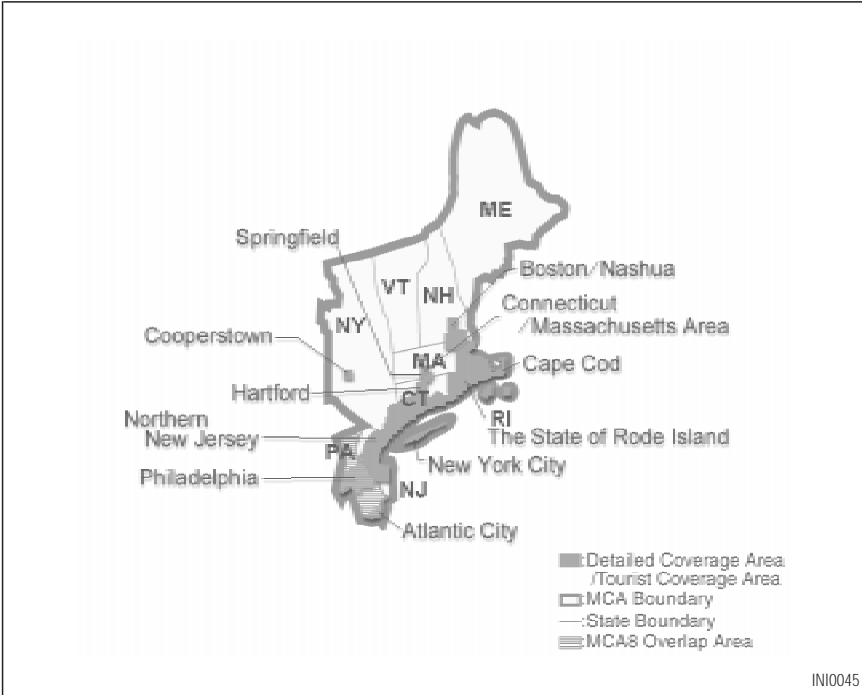 ME
Springfield
Boston/Nashua
VT
NH
Connecticut
/Massachusetts Area
NY
Cooperstown
MA
Cape Cod
Hartford
CT
Northern
New Jersey
RI
The State of Rode Island
PA
New York City
Philadelphia
NJ
Atlantic City
:Detailed Coverage Area
/Tourist Coverage Area
:MCA Boundary
:State Boundary
:MCA8 Overlap Area
INI0045